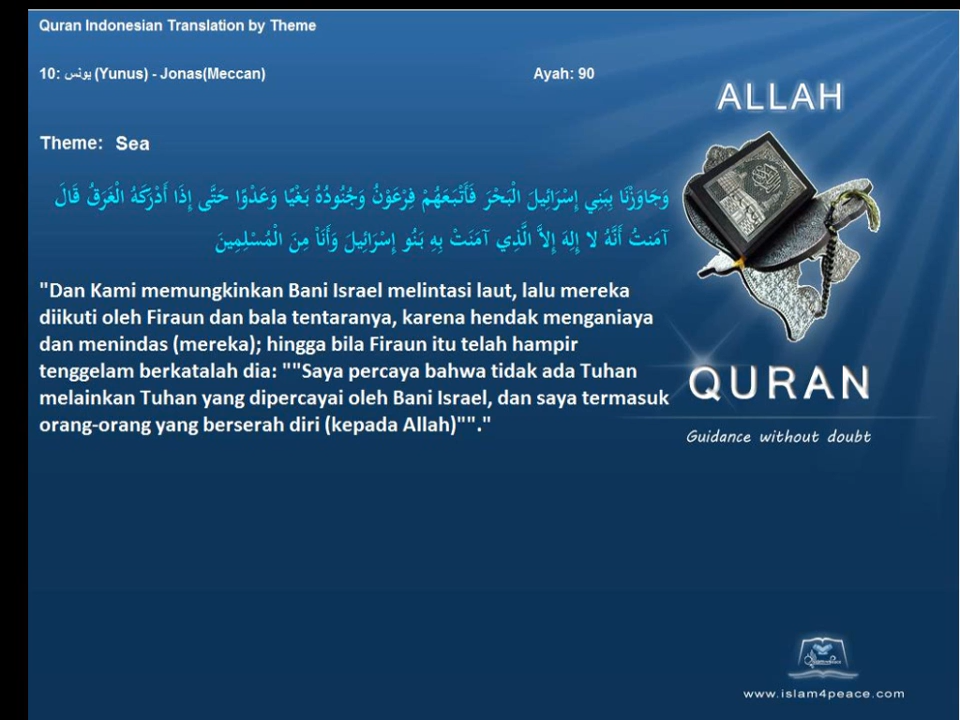 Quran Indonesian Translation by Theme
10: يونس (Yunus) - Jonas(Meccan)
Ayah: 90
Theme: Sea
وَجَاوَزْنَا بِبَنِي إِسْرَائِيلَ الْبَحْرَ فَأَتْبَعَهُمْ فِرْعَوْنُ وَجُنُودُهُ بَغْيًا وَعَدْوًا حَتَّى إِذَا أَدْرَكَهُ الْغَرَقُ قَالَ
آمَنتُ أَنَّهُ لا إِلِهَ إِلاَّ الَّذِي آمَنَتْ بِهِ بَنُو إِسْرَائِيلَ وَأَنَاْ مِنَ الْمُسْلِمِينَ
"Dan Kami memungkinkan Bani Israel melintasi laut, lalu mereka
diikuti oleh Firaun dan bala tentaranya, karena hendak menganiaya
dan menindas (mereka); hingga bila Firaun itu telah hampir
tenggelam berkatalah dia: ""Saya percaya bahwa tidak ada Tuhan
melainkan Tuhan yang dipercayai oleh Bani Israel, dan saya termasuk
orang-orang yang berserah diri (kepada Allah)""."
ALLAH
QURAN
Guidance without doubt
www.islam4peace.com